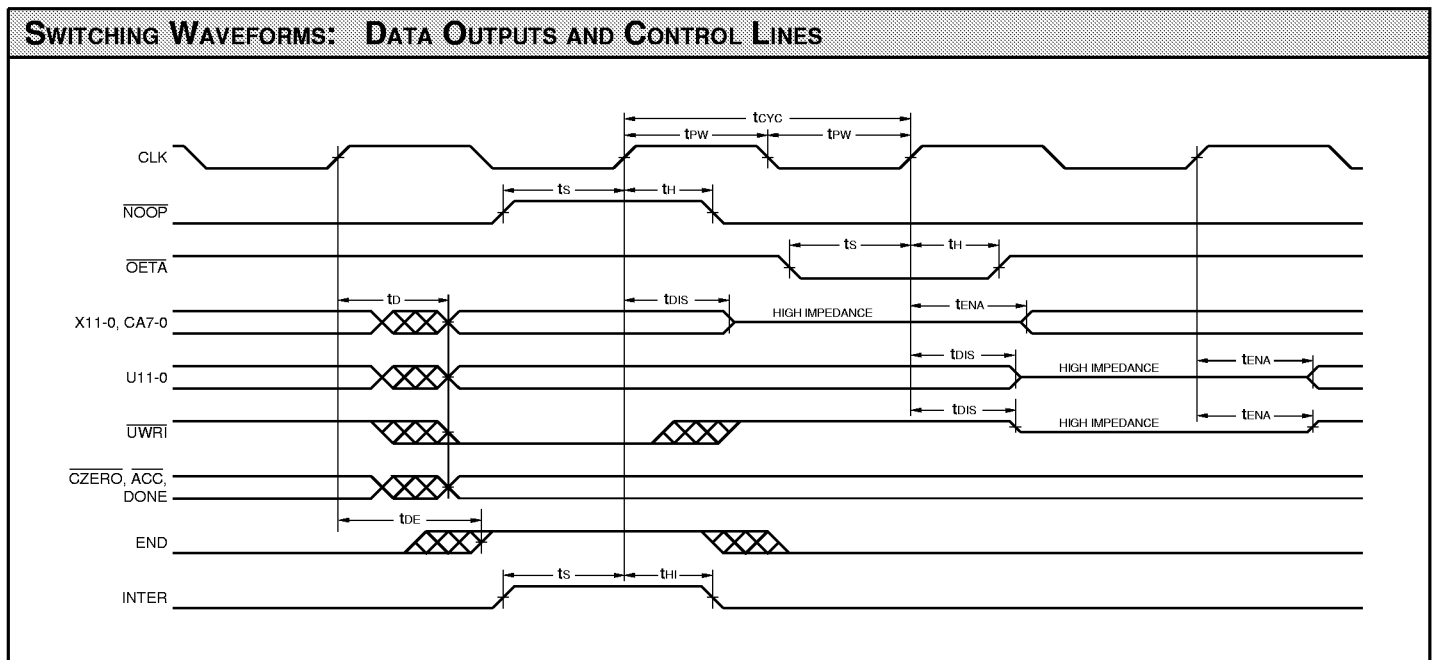 SWITCHING WAVEFORMS: DATA OUTPUTS AND CONTROL LINES
tCYC
tPW tPW
CLK
tS tH
NOOP
tS tH
OETA
tD tDIS tENA
X11-0, CA7-0 HIGH IMPEDANCE
tDIS tENA
U11-0 HIGH IMPEDANCE
tDIS tENA
UWRI HIGH IMPEDANCE
CZERO, ACC,
DONE
tDE
END
tS tHI
INTER